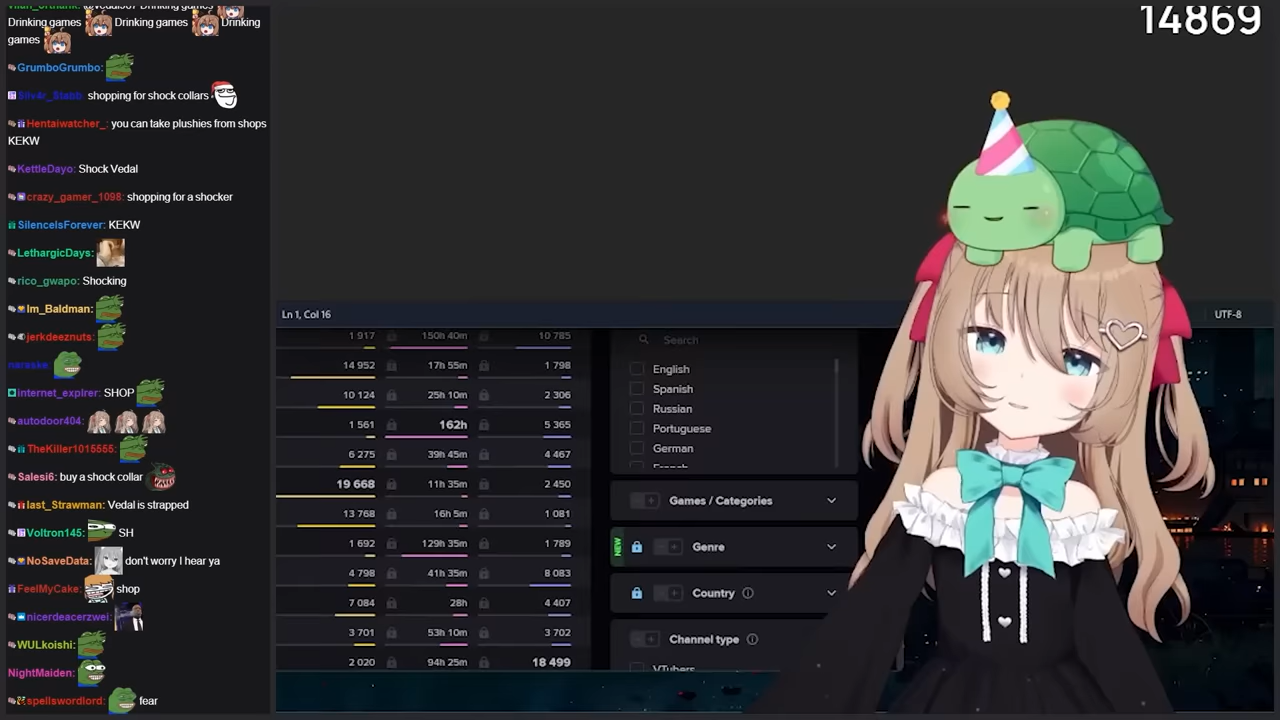 14869
Drinking games Drinking games Drinking
games
GrumboGrumbo:
shopping for shock collars
Hentaiwatcher_: you can take plushies from shops
KEKW
KettleDayo: Shock Vedal
crazy_gamer_1098: shopping for a shocker
SilenceIsForever: KEKW
LethargicDays:
rico_gwapo: Shocking
Im_Baldman:
jerkdeeznuts:
naraske:
internet_explrer: SHOP
autodoor404:
TheKiller1015555:
Salesi6: buy a shock collar
last_Strawman: Vedal is strapped
Voltron145: SH
NoSaveData: don't worry I hear ya
FeelMyCake: shop
nicerdeacerzwei:
WULkoishi:
NightMaiden:
spellswordlord: fear
Ln 1, Col 16
UTF-8
1 917 150h 40m 10 785
14 952 17h 55m 1 798
10 124 25h 10m 2 306
1 561 162h 5 365
6 275 39h 45m 4 467
19 668 11h 35m 2 450
13 768 16h 5m 1 081
1 692 129h 35m 1 789
4 798 41h 35m 8 083
7 084 28h 4 407
3 701 53h 10m 3 702
2 020 94h 25m 18 499
Search
English
Spanish
Russian
Portuguese
German
French
Games / Categories
NEW
Genre
Country
Channel type
VTubers